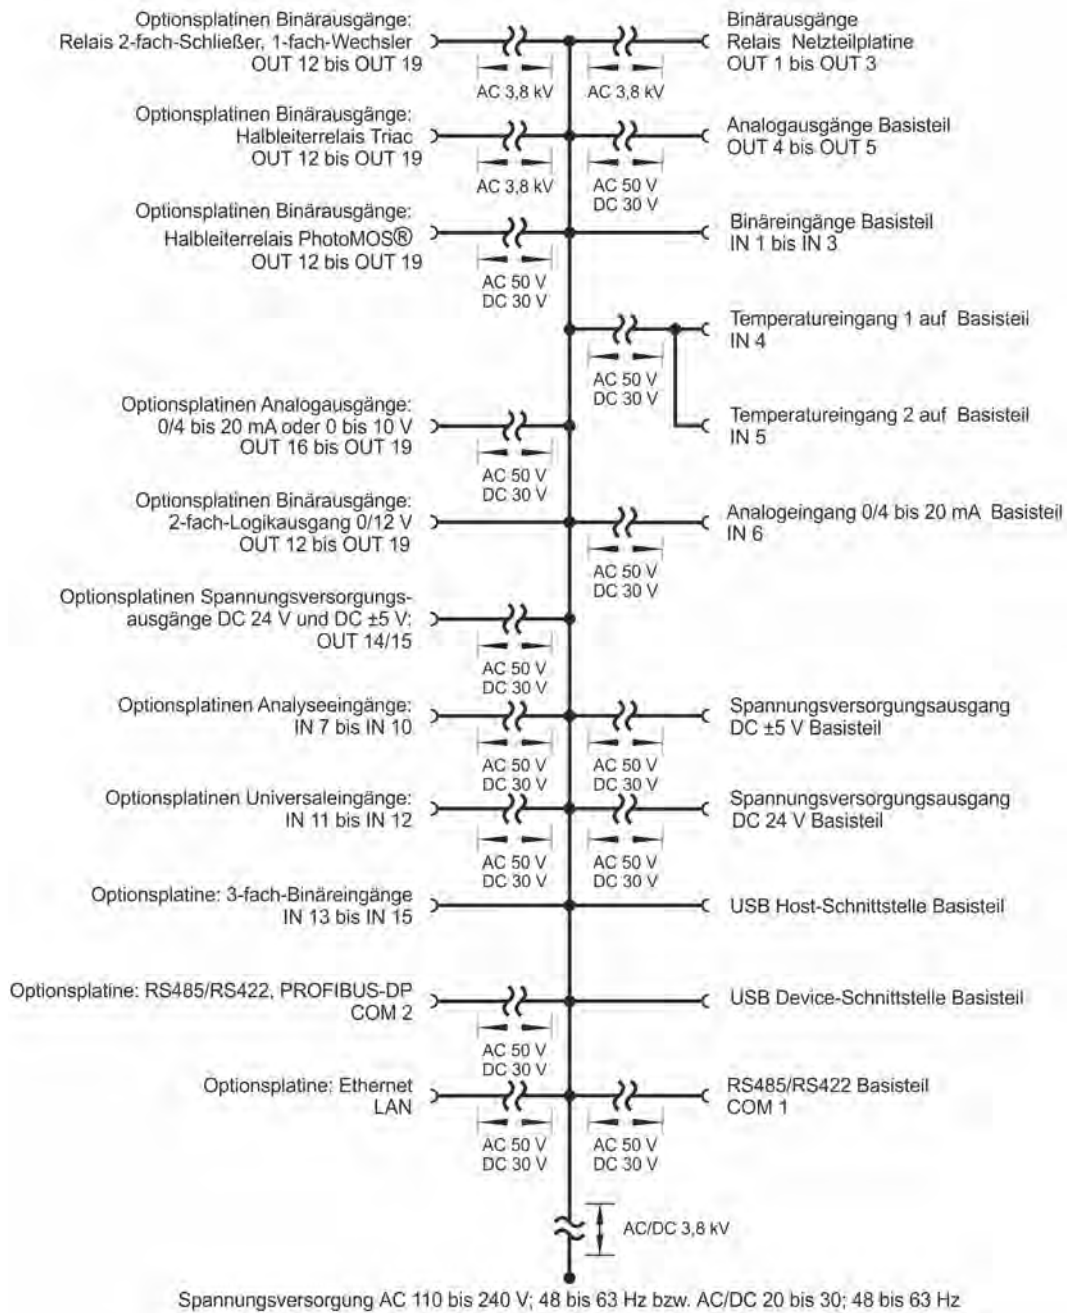 Optionsplatinen Binärausgänge:
Relais 2-fach-Schließer, 1-fach-Wechsler
OUT 12 bis OUT 19
AC 3,8 kV
AC 3,8 kV
Binärausgänge
Relais Netzteilplatine
OUT 1 bis OUT 3
Optionsplatinen Binärausgänge:
Halbleiterrelais Triac
OUT 12 bis OUT 19
AC 3,8 kV
AC 50 V
DC 30 V
Analogausgänge Basisteil
OUT 4 bis OUT 5
Optionsplatinen Binärausgänge:
Halbleiterrelais PhotoMOS®
OUT 12 bis OUT 19
AC 50 V
DC 30 V
Binäreingänge Basisteil
IN 1 bis IN 3
Temperatureingang 1 auf Basisteil
IN 4
AC 50 V
DC 30 V
Temperatureingang 2 auf Basisteil
IN 5
Optionsplatinen Analogausgänge:
0/4 bis 20 mA oder 0 bis 10 V
OUT 16 bis OUT 19
AC 50 V
DC 30 V
Optionsplatinen Binärausgänge:
2-fach-Logikausgang 0/12 V
OUT 12 bis OUT 19
Analogeingang 0/4 bis 20 mA Basisteil
IN 6
AC 50 V
DC 30 V
Optionsplatinen Spannungsversorgungs-
ausgänge DC 24 V und DC ±5 V:
OUT 14/15
AC 50 V
DC 30 V
Optionsplatinen Analyseeingänge:
IN 7 bis IN 10
AC 50 V
DC 30 V
AC 50 V
DC 30 V
Spannungsversorgungsausgang
DC ±5 V Basisteil
Optionsplatinen Universaleingänge:
IN 11 bis IN 12
AC 50 V
DC 30 V
AC 50 V
DC 30 V
Spannungsversorgungsausgang
DC 24 V Basisteil
Optionsplatine: 3-fach-Binäreingänge
IN 13 bis IN 15
USB Host-Schnittstelle Basisteil
Optionsplatine: RS485/RS422, PROFIBUS-DP
COM 2
AC 50 V
DC 30 V
USB Device-Schnittstelle Basisteil
Optionsplatine: Ethernet
LAN
AC 50 V
DC 30 V
AC 50 V
DC 30 V
RS485/RS422 Basisteil
COM 1
AC/DC 3,8 kV
Spannungsversorgung AC 110 bis 240 V; 48 bis 63 Hz bzw. AC/DC 20 bis 30; 48 bis 63 Hz